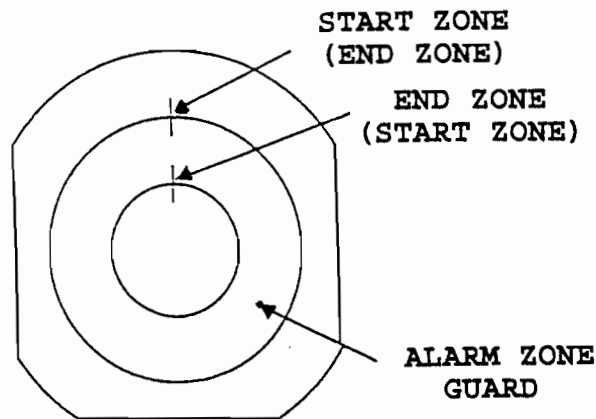 START ZONE
(END ZONE)
END ZONE
(START ZONE)
ALARM ZONE
GUARD